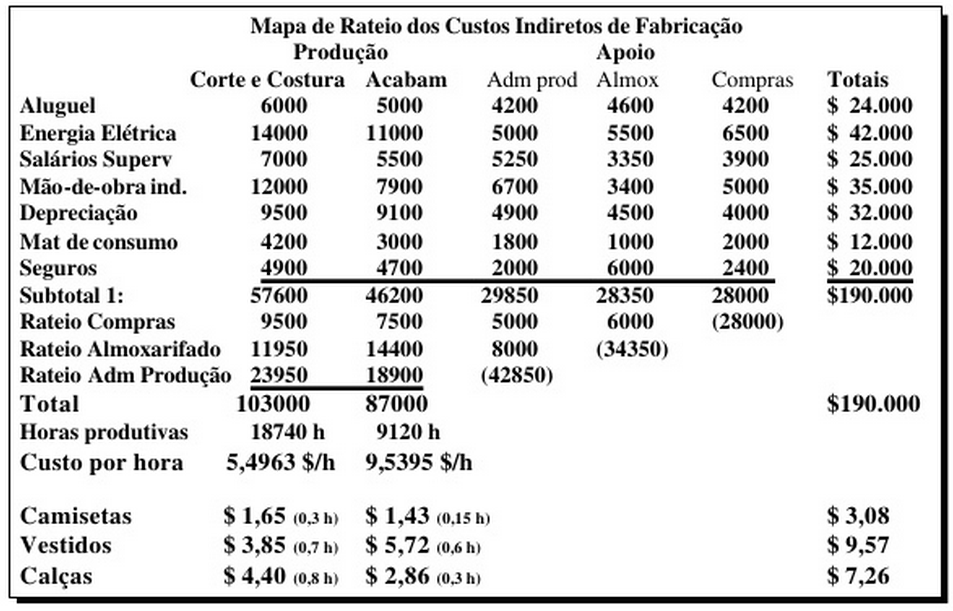 Mapa de Rateio dos Custos Indiretos de Fabricação
Produção Apoio
Corte e Costura Acabam Adm prod Almox Compras Totais
Aluguel 6000 5000 4200 4600 4200 $ 24.000
Energia Elétrica 14000 11000 5000 5500 6500 $ 42.000
Salários Superv 7000 5500 5250 3350 3900 $ 25.000
Mão-de-obra ind. 12000 7900 6700 3400 5000 $ 35.000
Depreciação 9500 9100 4900 4500 4000 $ 32.000
Mat de consumo 4200 3000 1800 1000 2000 $ 12.000
Seguros 4900 4700 2000 6000 2400 $ 20.000
Subtotal 1: 57600 46200 29850 28350 28000 $190.000
Rateio Compras 9500 7500 5000 6000 (28000)
Rateio Almoxarifado 11950 14400 8000 (34350)
Rateio Adm Produção 23950 18900 (42850)
Total 103000 87000 $190.000
Horas produtivas 18740 h 9120 h
Custo por hora 5,4963 $/h 9,5395 $/h
Camisetas $ 1,65 (0,3 h) $ 1,43 (0,15 h) $ 3,08
Vestidos $ 3,85 (0,7 h) $ 5,72 (0,6 h) $ 9,57
Calças $ 4,40 (0,8 h) $ 2,86 (0,3 h) $ 7,26